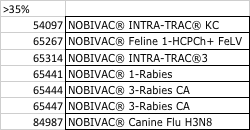 >35%
54097 NOBIVAC® INTRA-TRAC® KC
65267 NOBIVAC® Feline 1-HCPCh+ FeLV
65314 NOBIVAC® INTRA-TRAC®3
65441 NOBIVAC® 1-Rabies
65444 NOBIVAC® 3-Rabies CA
65447 NOBIVAC® 3-Rabies CA
84987 NOBIVAC® Canine Flu H3N8